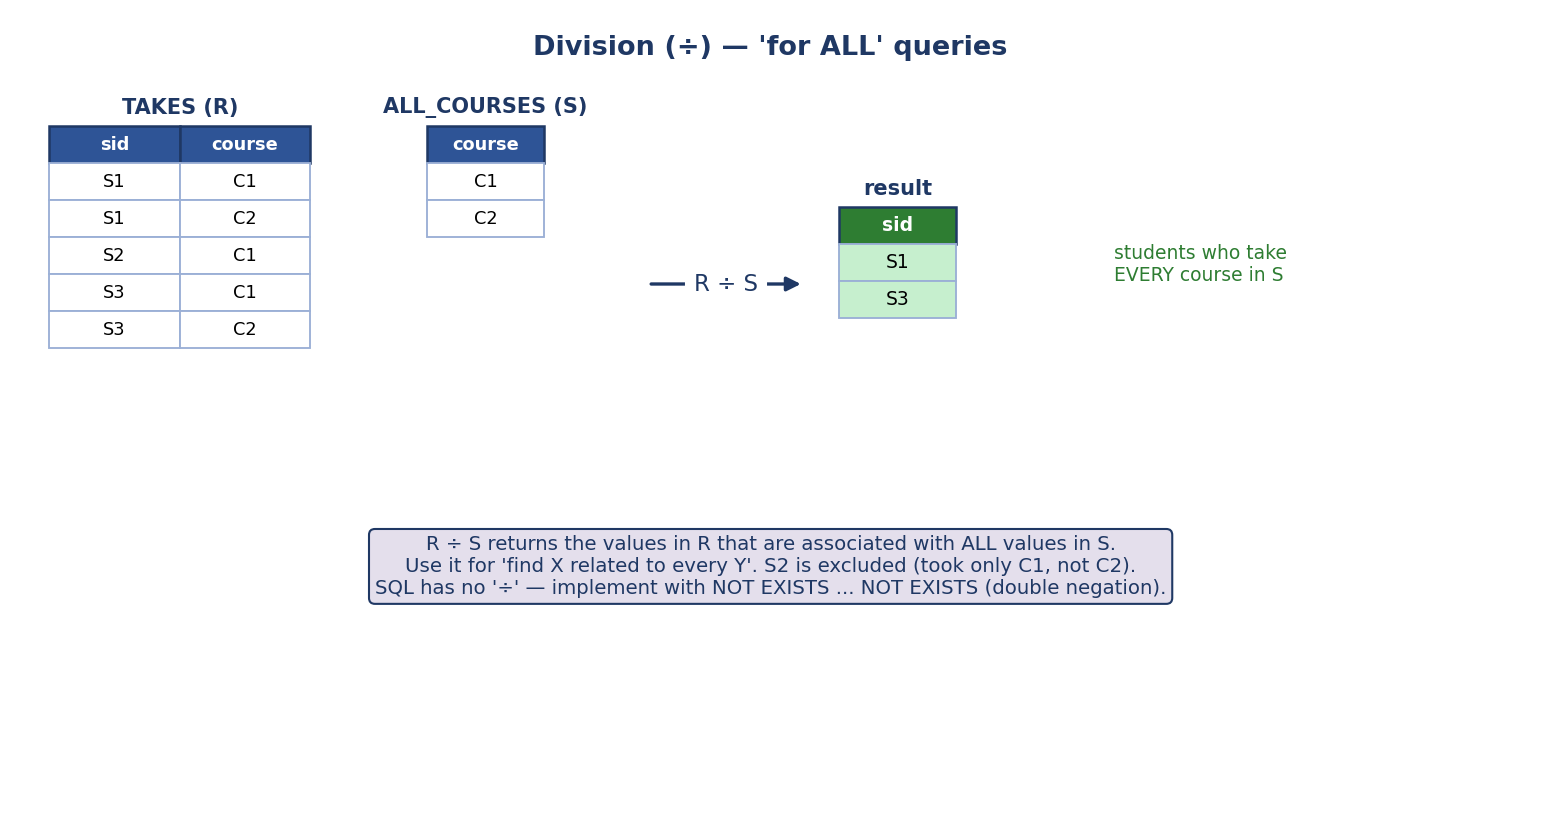 Division (÷) — 'for ALL' queries
TAKES (R)
sid course
S1 C1
S1 C2
S2 C1
S3 C1
S3 C2
ALL_COURSES (S)
course
C1
C2
R ÷ S
result
sid
S1
S3
students who take
EVERY course in S
R ÷ S returns the values in R that are associated with ALL values in S.
Use it for 'find X related to every Y'. S2 is excluded (took only C1, not C2).
SQL has no '÷' — implement with NOT EXISTS ... NOT EXISTS (double negation).